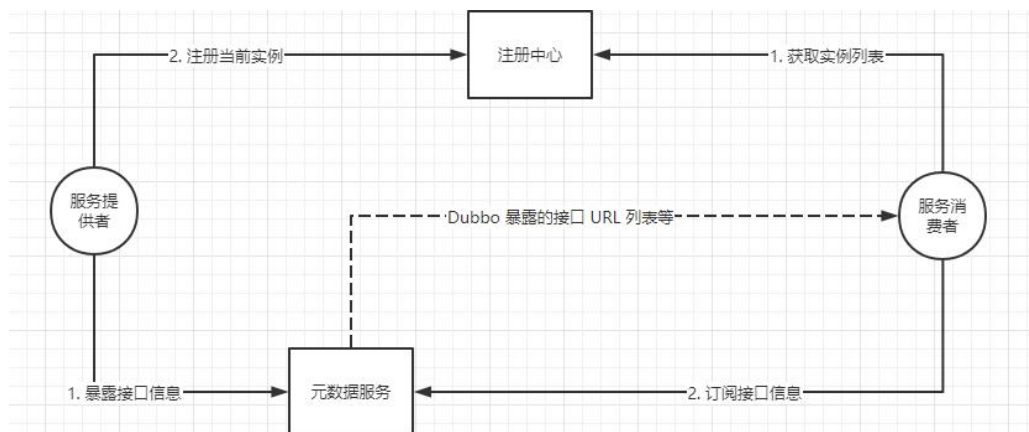 2. 注册当前实例
注册中心
1. 获取实例列表
服务提
供者
Dubbo 暴露的接口 URL 列表等
服务消
费者
1. 暴露接口信息
元数据服务
2. 订阅接口信息